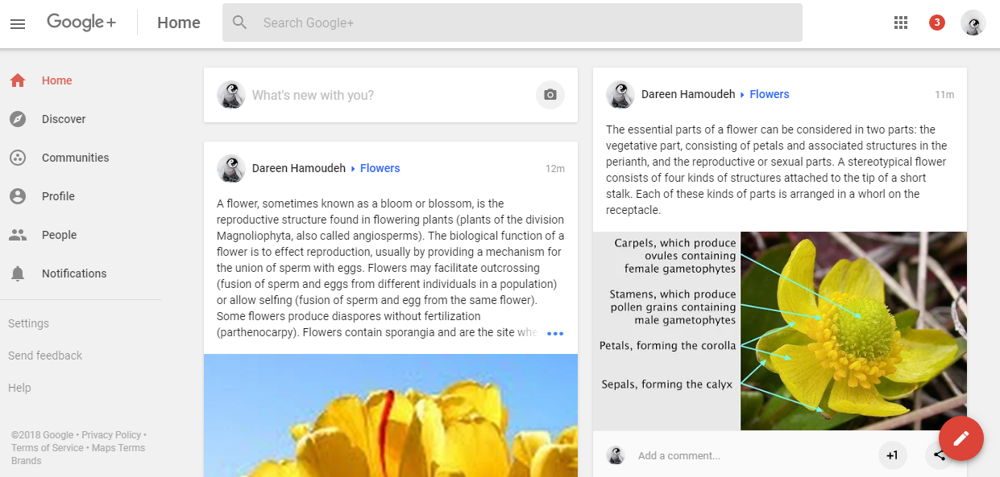 Google+
Home
Search Google+
3
Home
Discover
Communities
Profile
People
Notifications
Settings
Send feedback
Help
©2018 Google • Privacy Policy •
Terms of Service • Maps Terms
Brands
What's new with you?
Dareen Hamoudeh Flowers
12m
A flower, sometimes known as a bloom or blossom, is the
reproductive structure found in flowering plants (plants of the division
Magnoliophyta, also called angiosperms). The biological function of a
flower is to effect reproduction, usually by providing a mechanism for
the union of sperm with eggs. Flowers may facilitate outcrossing
(fusion of sperm and eggs from different individuals in a population)
or allow selfing (fusion of sperm and egg from the same flower).
Some flowers produce diaspores without fertilization
(parthenocarpy). Flowers contain sporangia and are the site whe
Dareen Hamoudeh Flowers
11m
The essential parts of a flower can be considered in two parts: the
vegetative part, consisting of petals and associated structures in the
perianth, and the reproductive or sexual parts. A stereotypical flower
consists of four kinds of structures attached to the tip of a short
stalk. Each of these kinds of parts is arranged in a whorl on the
receptacle.
Carpels, which produce
ovules containing
female gametophytes
Stamens, which produce
pollen grains containing
male gametophytes
Petals, forming the corolla
Sepals, forming the calyx
Add a comment...
+1